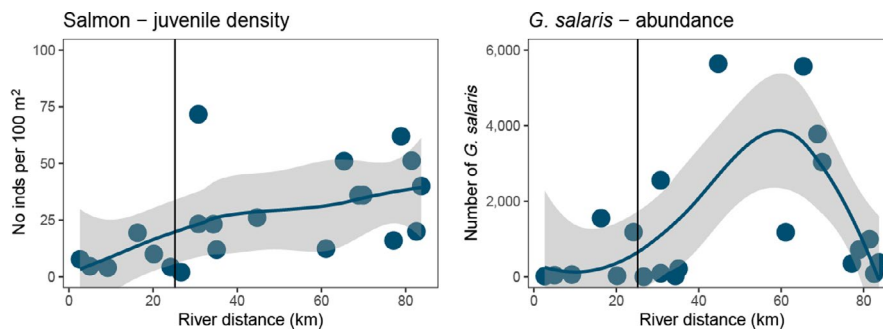 Salmon – juvenile density
No inds per 100 m²
100
75
50
25
0
0 20 40 60 80
River distance (km)
G. salaris – abundance
Number of G. salaris
6,000
4,000
2,000
0
0 20 40 60 80
River distance (km)